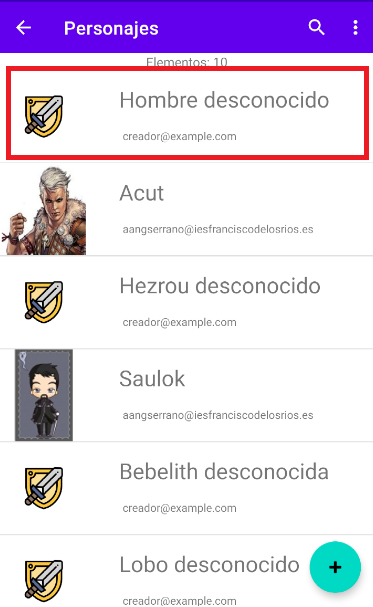 Personajes
Elementos: 10
Hombre desconocido
creador@example.com
Acut
aangserrano@iesfranciscodelosrios.es
Hezrou desconocido
creador@example.com
Saulok
aangserrano@iesfranciscodelosrios.es
Bebelith desconocida
creador@example.com
Lobo desconocido
creador@example.com